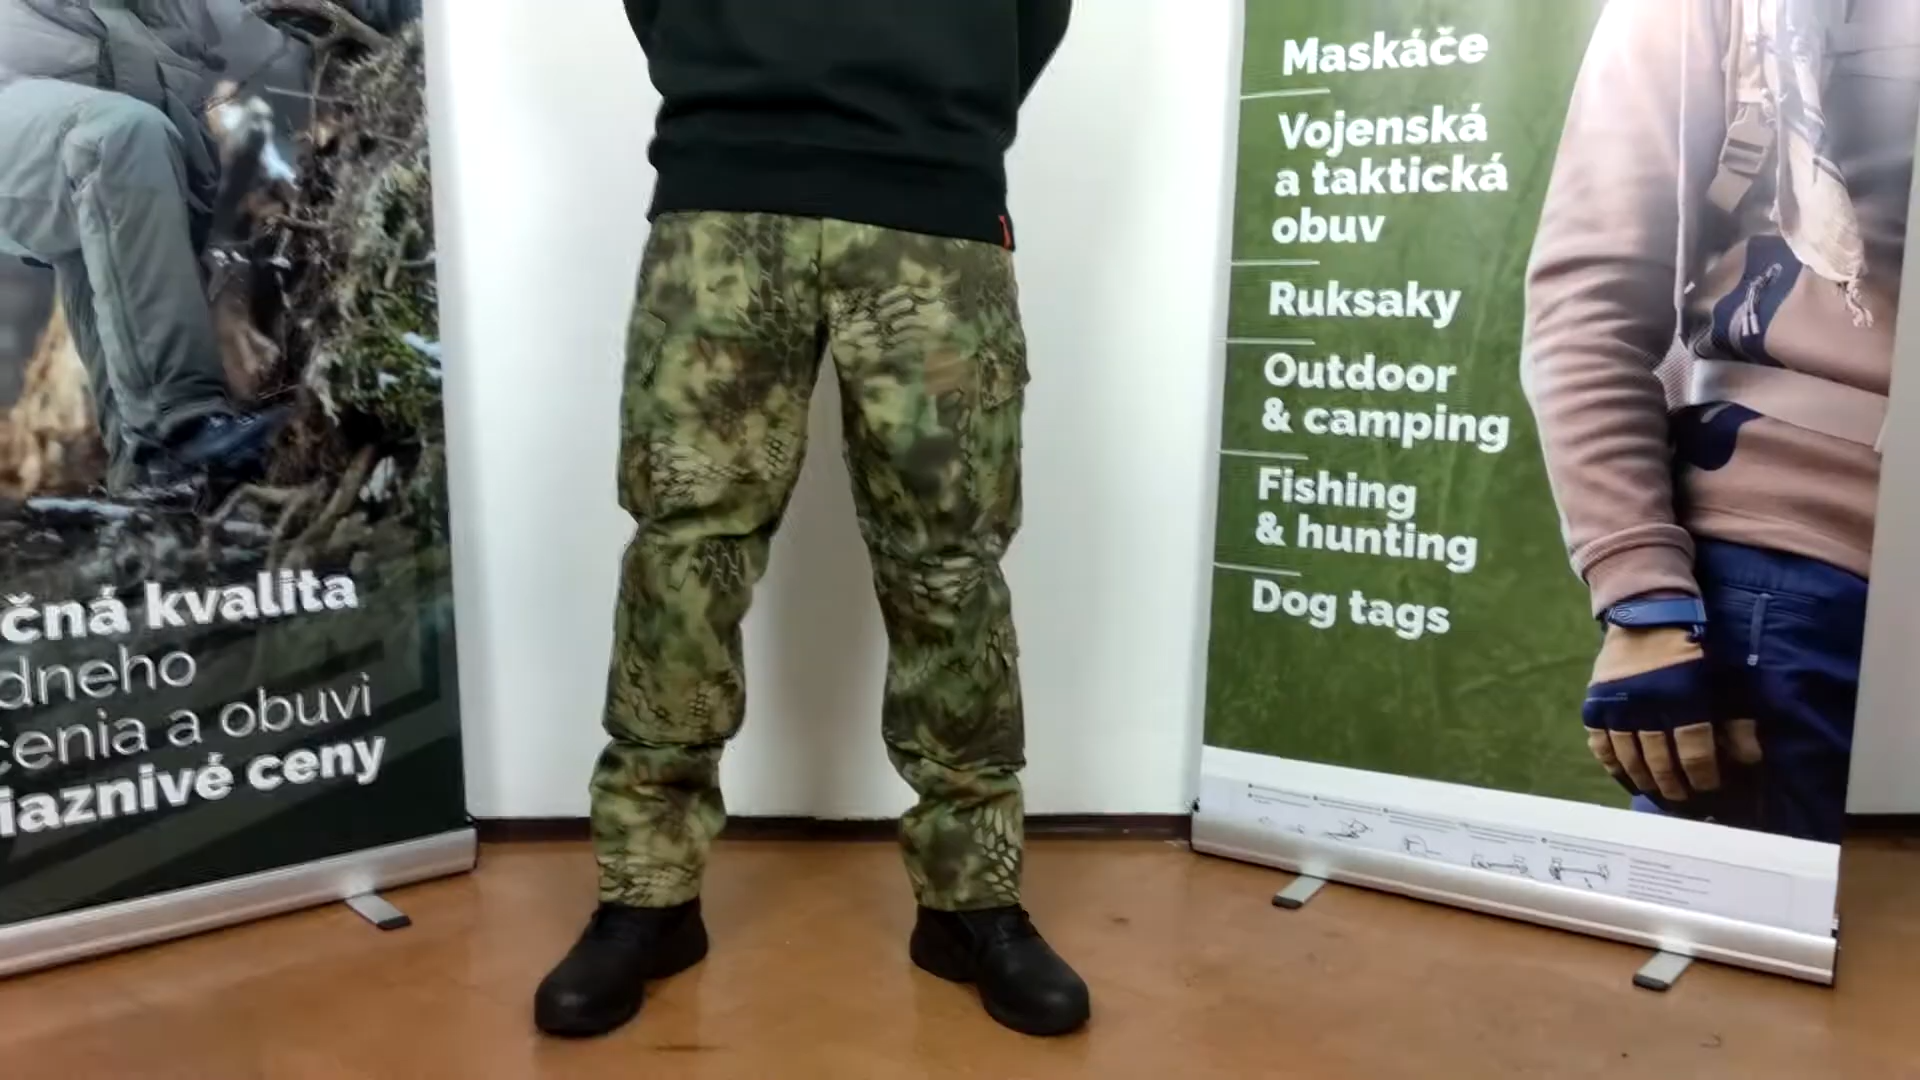 čná kvalita
dneho
čenia a obuvi
iaznivé ceny
Maskáče
Vojenská
a taktická
obuv
Ruksaky
Outdoor
& camping
Fishing
& hunting
Dog tags